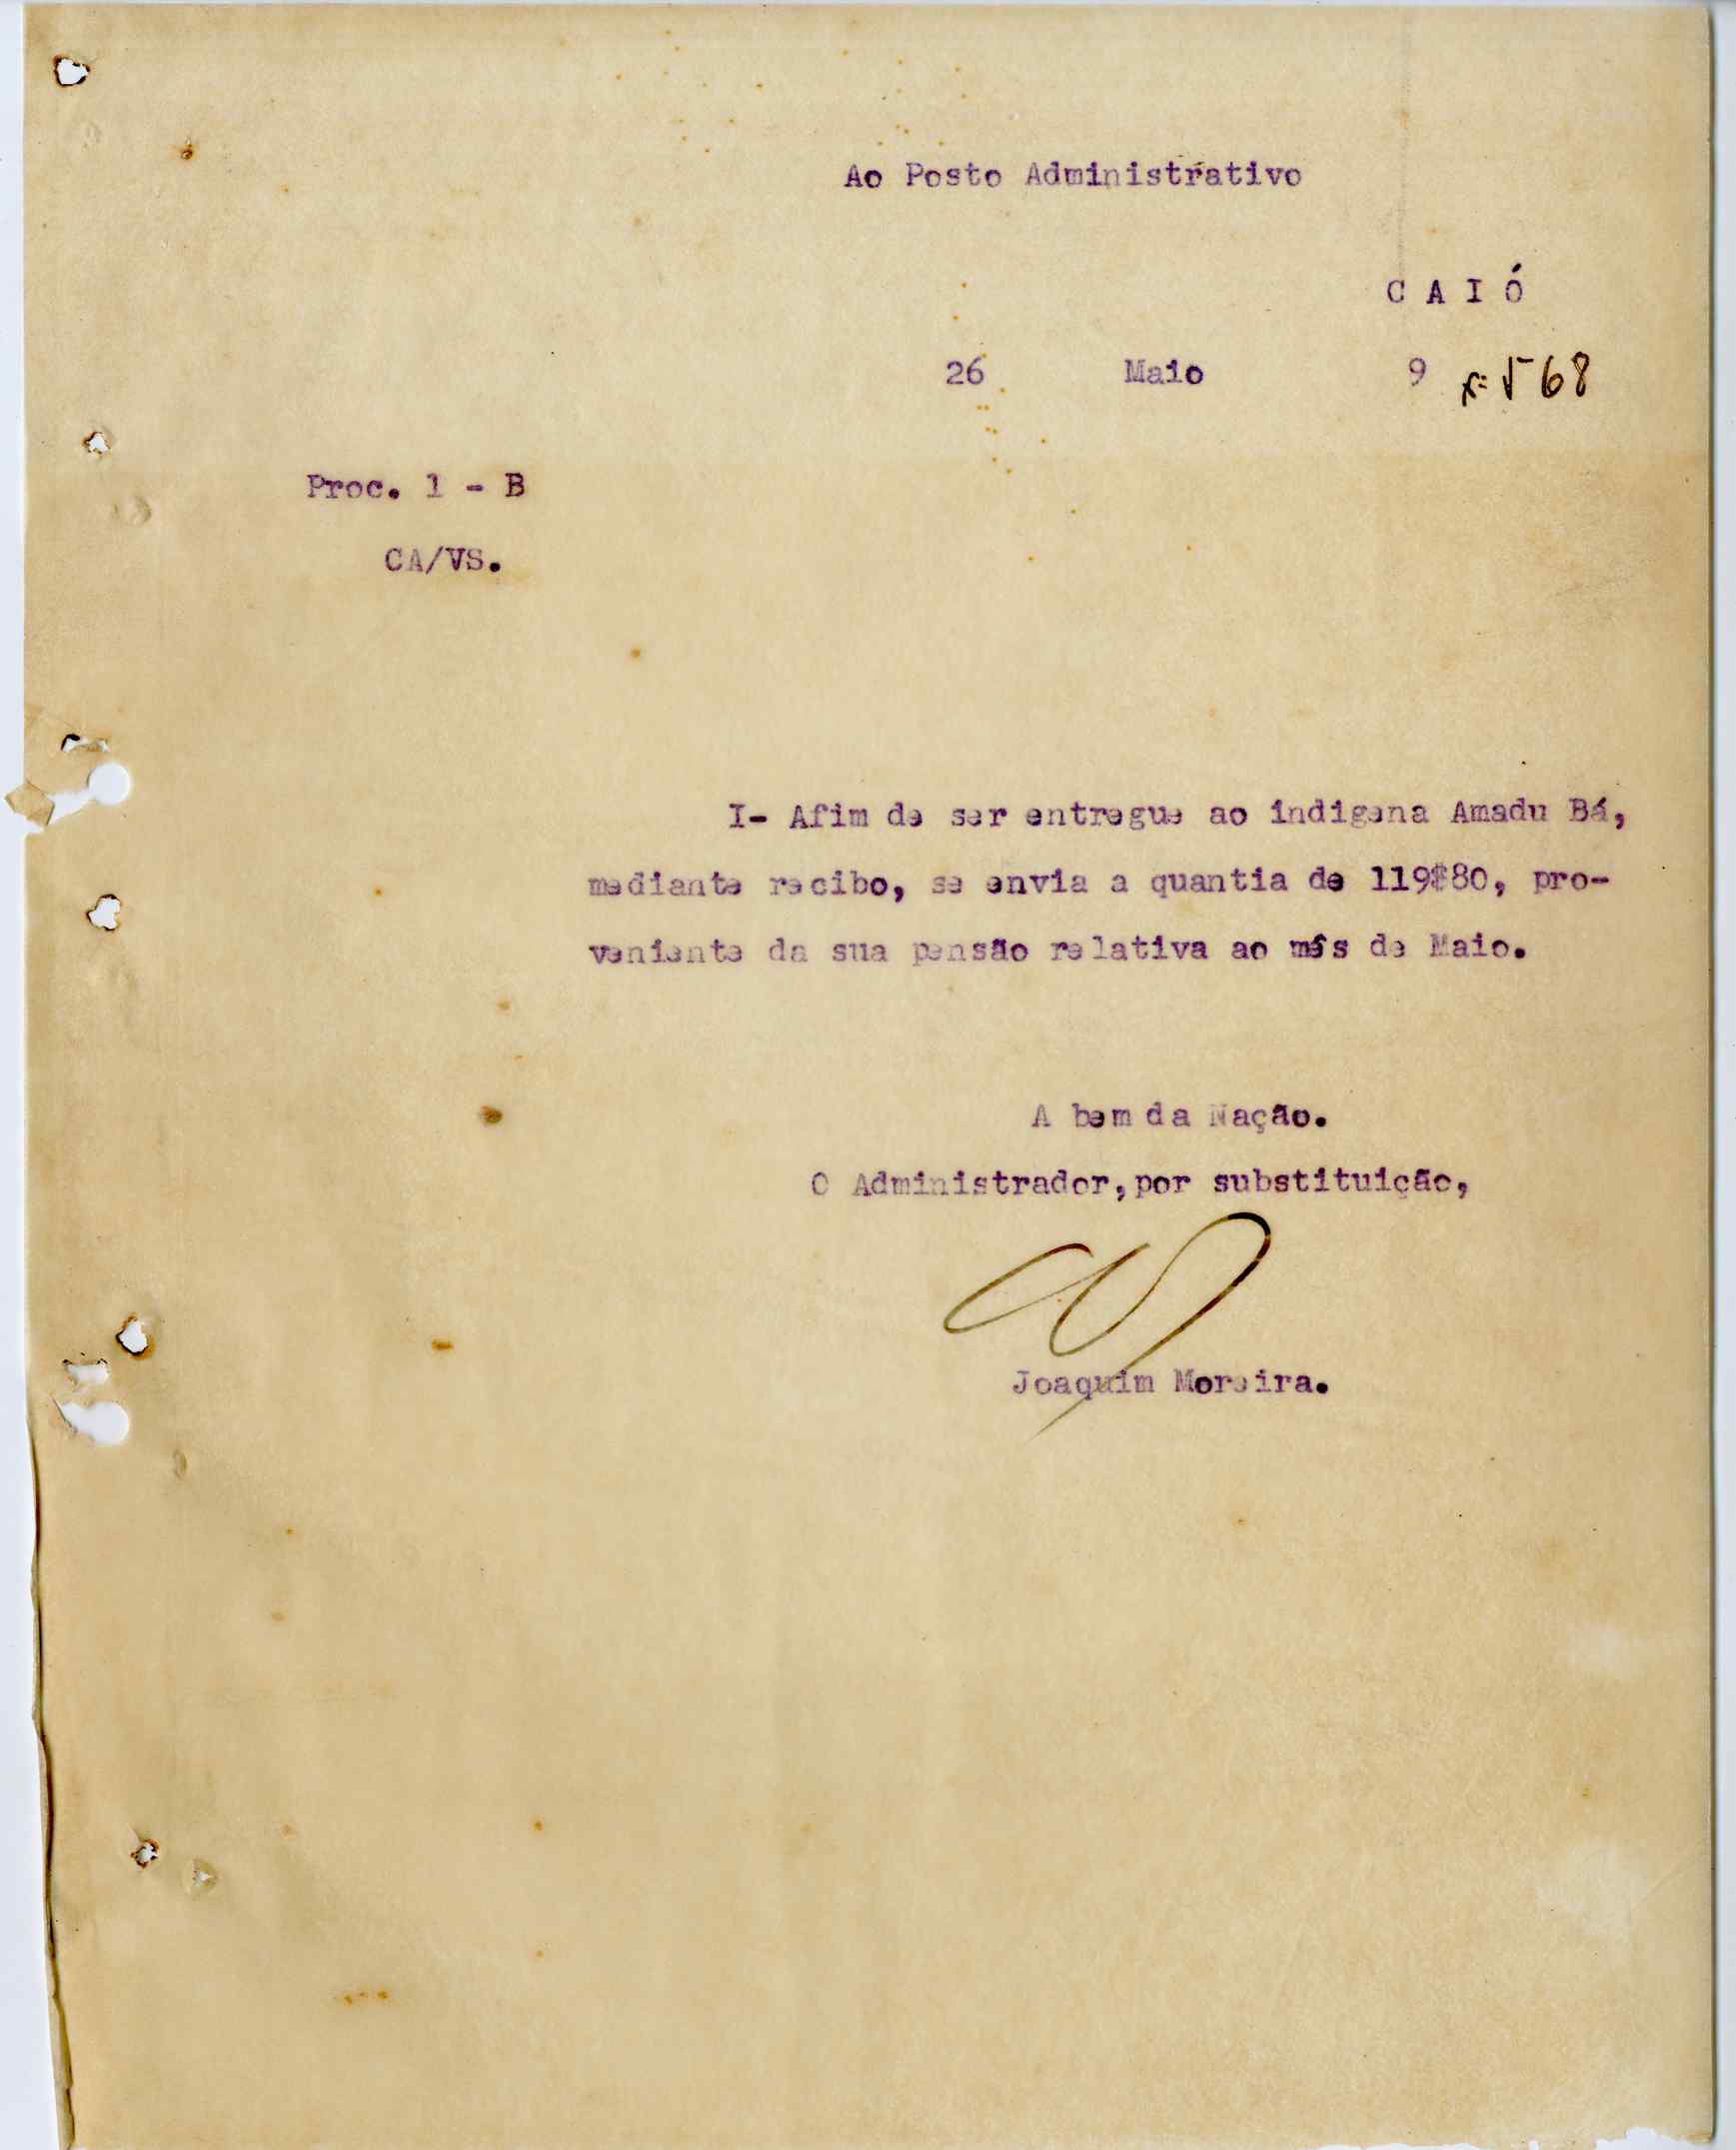 Ao Posto Administrativo
C A I Ó
26 Maio 9 568
Proc. 1 - B
CA/VS.
I- Afim de ser entregue ao indigena Amadu Bá,
mediante recibo, se envia a quantia de 119$80, pro-
veniente da sua pensão relativa ao mês de Maio.
A bem da Nação.
O Administrador, por substituição,
Joaquim Moreira.